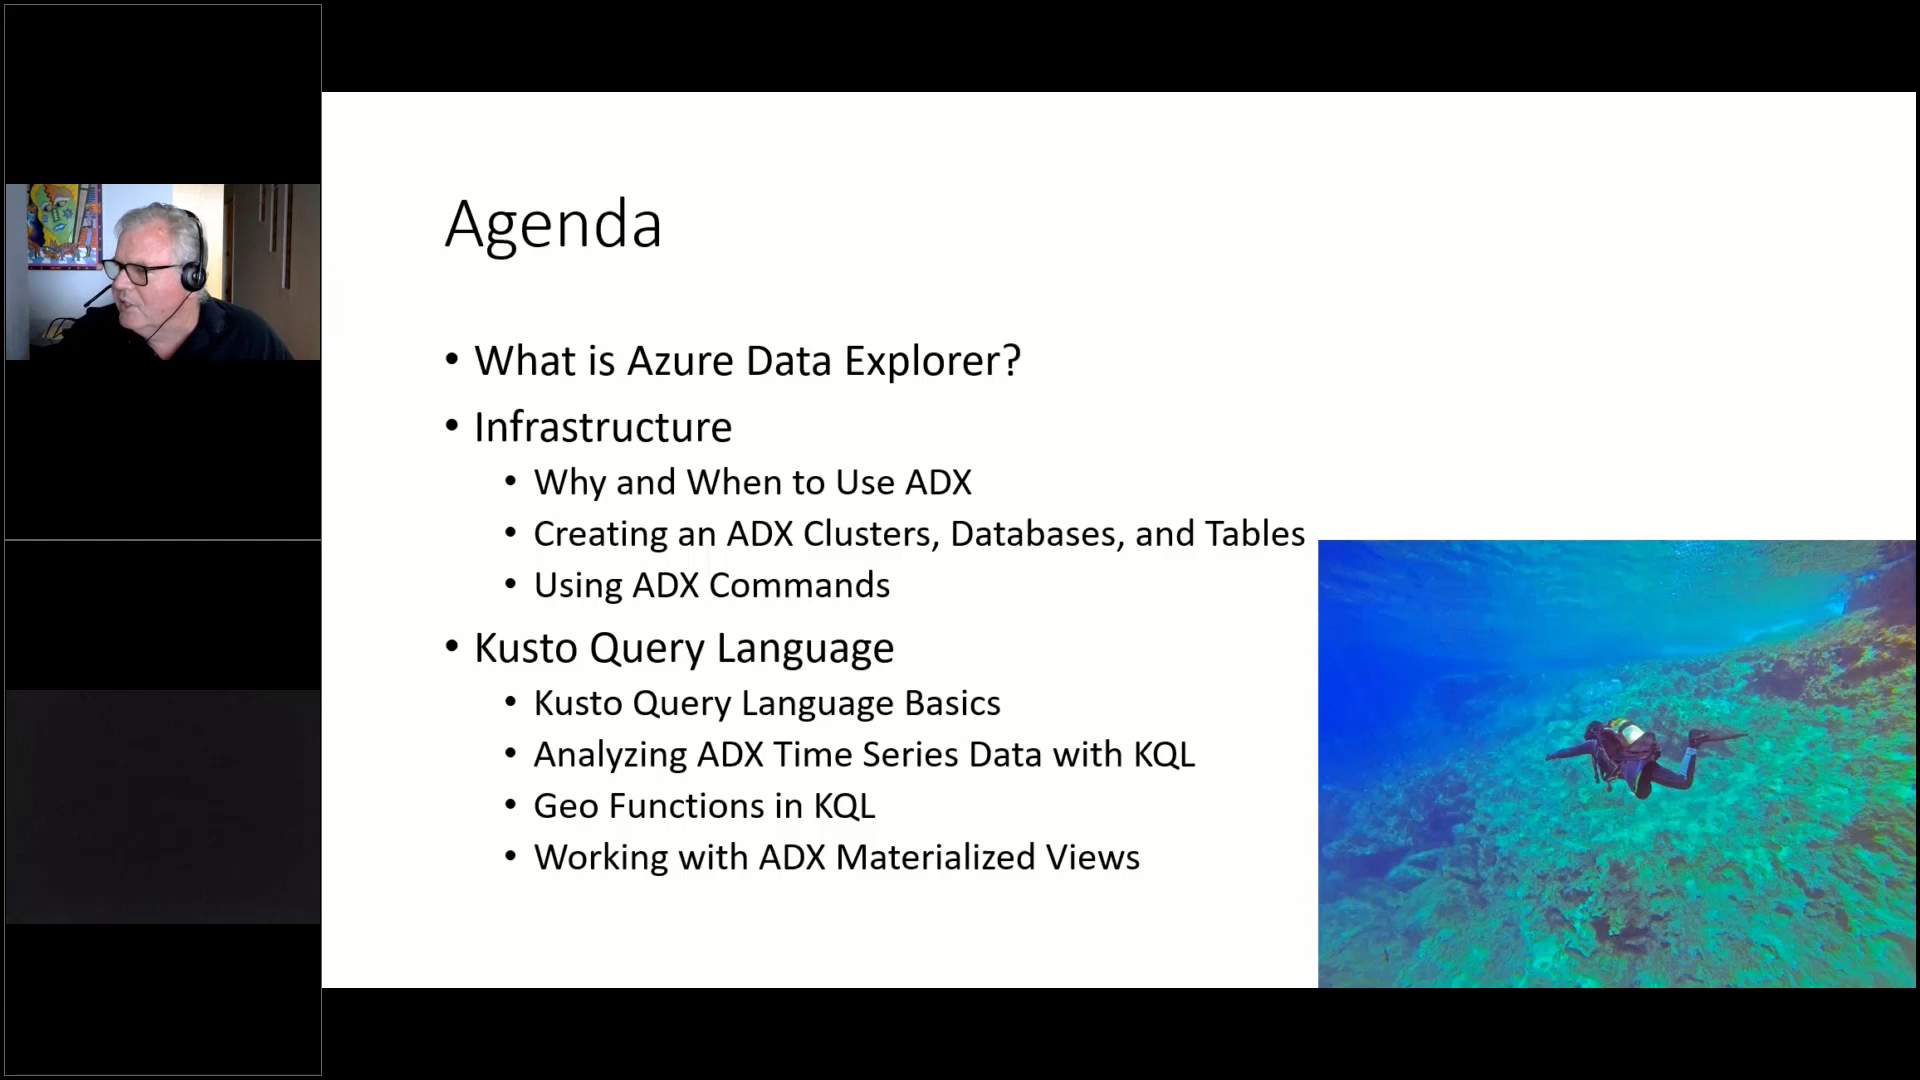 Agenda
• What is Azure Data Explorer?
• Infrastructure
• Why and When to Use ADX
• Creating an ADX Clusters, Databases, and Tables
• Using ADX Commands
• Kusto Query Language
• Kusto Query Language Basics
• Analyzing ADX Time Series Data with KQL
• Geo Functions in KQL
• Working with ADX Materialized Views